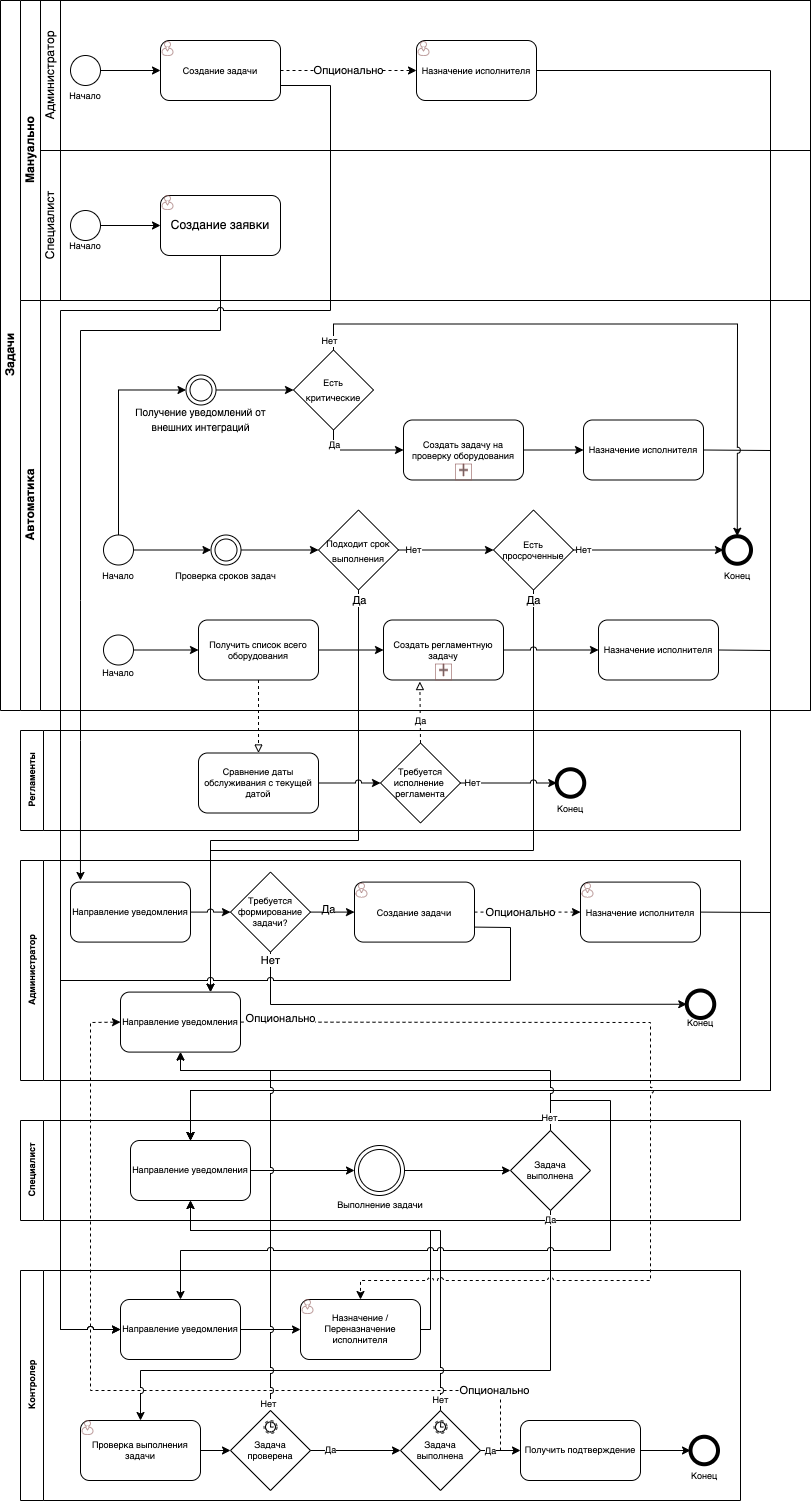 Задачи
Мануально
Администратор
Начало
Создание задачи
Опционально
Назначение исполнителя
Специалист
Начало
Создание заявки
Автоматика
Нет
Есть
критические
Получение уведомлений от
внешних интеграций
Да
Создать задачу на
проверку оборудования
Назначение исполнителя
Начало
Проверка сроков задач
Подходит срок
выполнения
Нет
Есть
просроченные
Нет
Конец
Да
Да
Начало
Получить список всего
оборудования
Создать регламентную
задачу
Назначение исполнителя
Да
Регламенты
Сравнение даты
обслуживания с текущей
датой
Требуется
исполнение
регламента
Нет
Конец
Администратор
Направление уведомления
Требуется
формирование
задачи?
Да
Создание задачи
Опционально
Назначение исполнителя
Нет
Направление уведомления
Опционально
Конец
Специалист
Направление уведомления
Выполнение задачи
Нет
Задача
выполнена
Да
Контролер
Направление уведомления
Назначение /
Переназначение
исполнителя
Опционально
Проверка выполнения
задачи
Нет
Задача
проверена
Да
Нет
Задача
выполнена
Да
Получить подтверждение
Конец